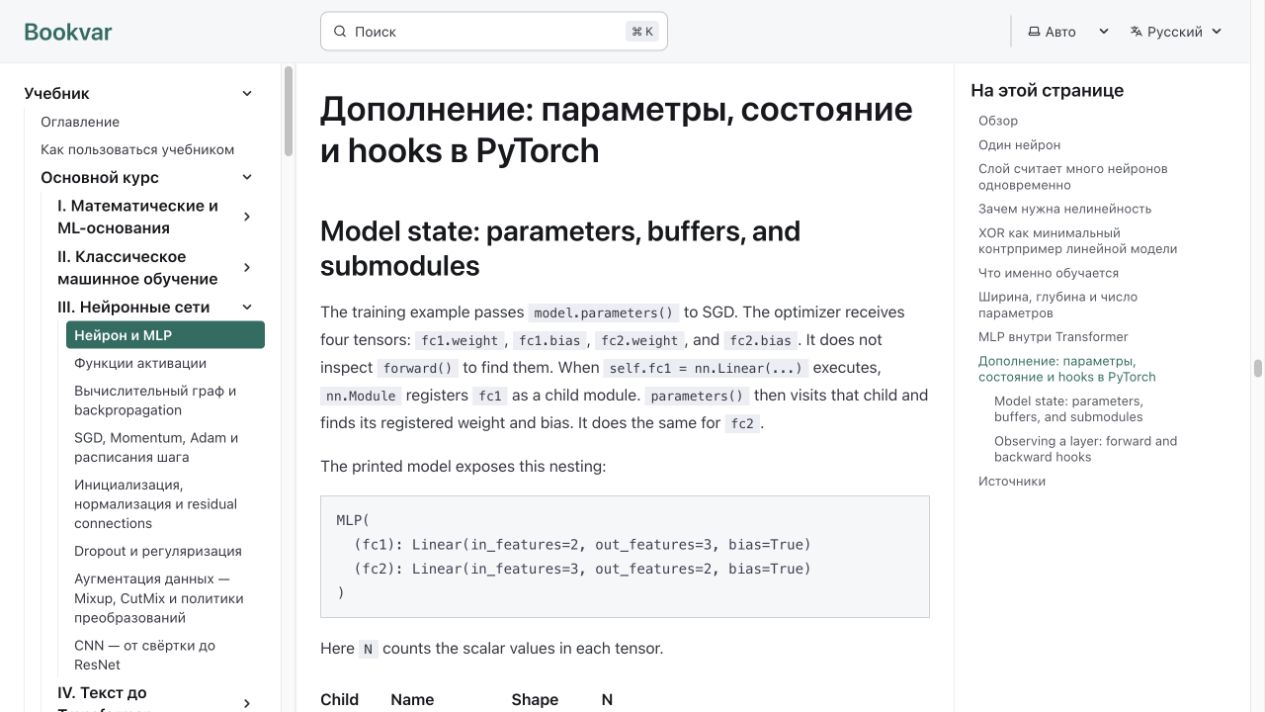 Bookvar
Поиск
⌘ K
Авто
Русский
Учебник
Оглавление
Как пользоваться учебником
Основной курс
I. Математические и
ML-основания
II. Классическое
машинное обучение
III. Нейронные сети
Нейрон и MLP
Функции активации
Вычислительный граф и
backpropagation
SGD, Momentum, Adam и
расписания шага
Инициализация,
нормализация и residual
connections
Dropout и регуляризация
Аугментация данных —
Mixup, CutMix и политики
преобразований
CNN — от свёртки до
ResNet
IV. Текст до
Дополнение: параметры, состояние
и hooks в PyTorch
Model state: parameters, buffers, and
submodules
The training example passes model.parameters() to SGD. The optimizer receives
four tensors: fc1.weight , fc1.bias , fc2.weight , and fc2.bias . It does not
inspect forward() to find them. When self.fc1 = nn.Linear(...) executes,
nn.Module registers fc1 as a child module. parameters() then visits that child and
finds its registered weight and bias. It does the same for fc2 .
The printed model exposes this nesting:
MLP(
  (fc1): Linear(in_features=2, out_features=3, bias=True)
  (fc2): Linear(in_features=3, out_features=2, bias=True)
)
Here N counts the scalar values in each tensor.
Child Name Shape N
На этой странице
Обзор
Один нейрон
Слой считает много нейронов
одновременно
Зачем нужна нелинейность
XOR как минимальный
контрпример линейной модели
Что именно обучается
Ширина, глубина и число
параметров
MLP внутри Transformer
Дополнение: параметры,
состояние и hooks в PyTorch
Model state: parameters,
buffers, and submodules
Observing a layer: forward and
backward hooks
Источники